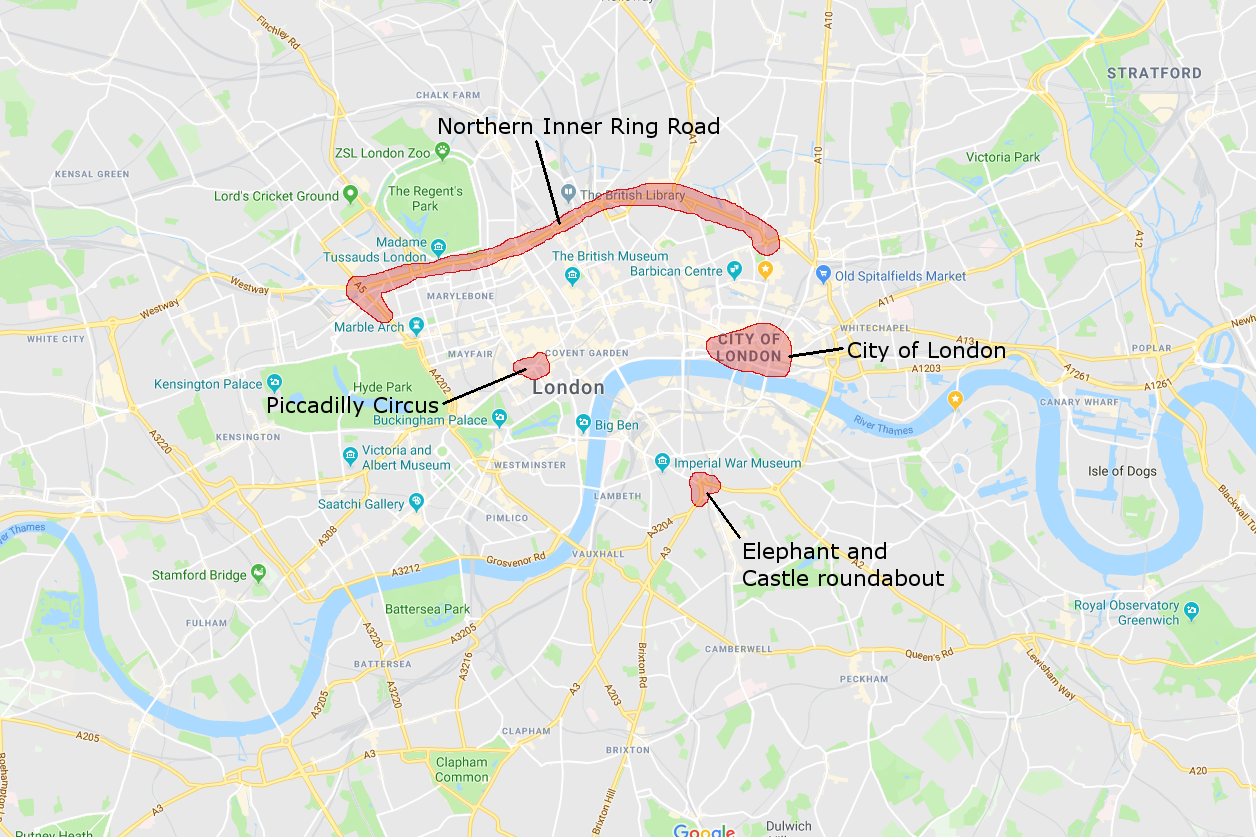 Finchley Rd
A10
STRATFORD
CHALK FARM
Northern Inner Ring Road
A1
A10
ZSL London Zoo
Victoria Park
KENSAL GREEN
Lord's Cricket Ground
The Regent's
Park
The British Library
A12
Madame
Tussauds London
The British Museum
Barbican Centre
Old Spitalfields Market
Westway
A5
MARYLEBONE
Westway
A11
Marble Arch
WHITE CITY
WHITECHAPEL
CITY OF
LONDON
A13
POPLAR
City of London
MAYFAIR
COVENT GARDEN
A1203
A1261
A1261
Kensington Palace
Hyde Park
A4202
London
Piccadilly Circus
CANARY WHARF
Buckingham Palace
Big Ben
River Thames
KENSINGTON
A3220
Victoria and
Albert Museum
WESTMINSTER
Imperial War Museum
Isle of Dogs
Saatchi Gallery
LAMBETH
PIMLICO
River Thames
A308
A3204
Elephant and
Castle roundabout
A3
A2
VAUXHALL
Grosvenor Rd
A3212
Stamford Bridge
Battersea Park
Royal Observatory
Greenwich
FULHAM
A3220
A3205
CAMBERWELL
Queen's Rd
BATTERSEA
A3216
Brixton Rd
Lewisham Way
PECKHAM
A3220
A3
A203
A3205
CLAPHAM
A205
BRIXTON
A3
Clapham
Common
A20
A3
Brixton Hill
Dulwich
Google
Putney Heath